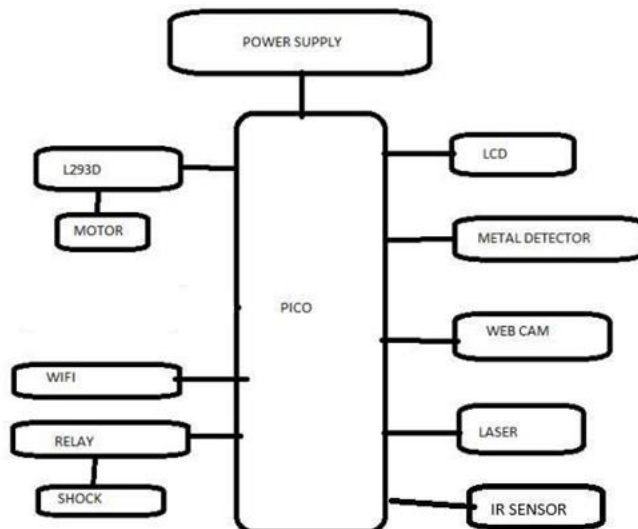 POWER SUPPLY
L293D
LCD
MOTOR
METAL DETECTOR
PICO
WEB CAM
WIFI
RELAY
LASER
SHOCK
IR SENSOR